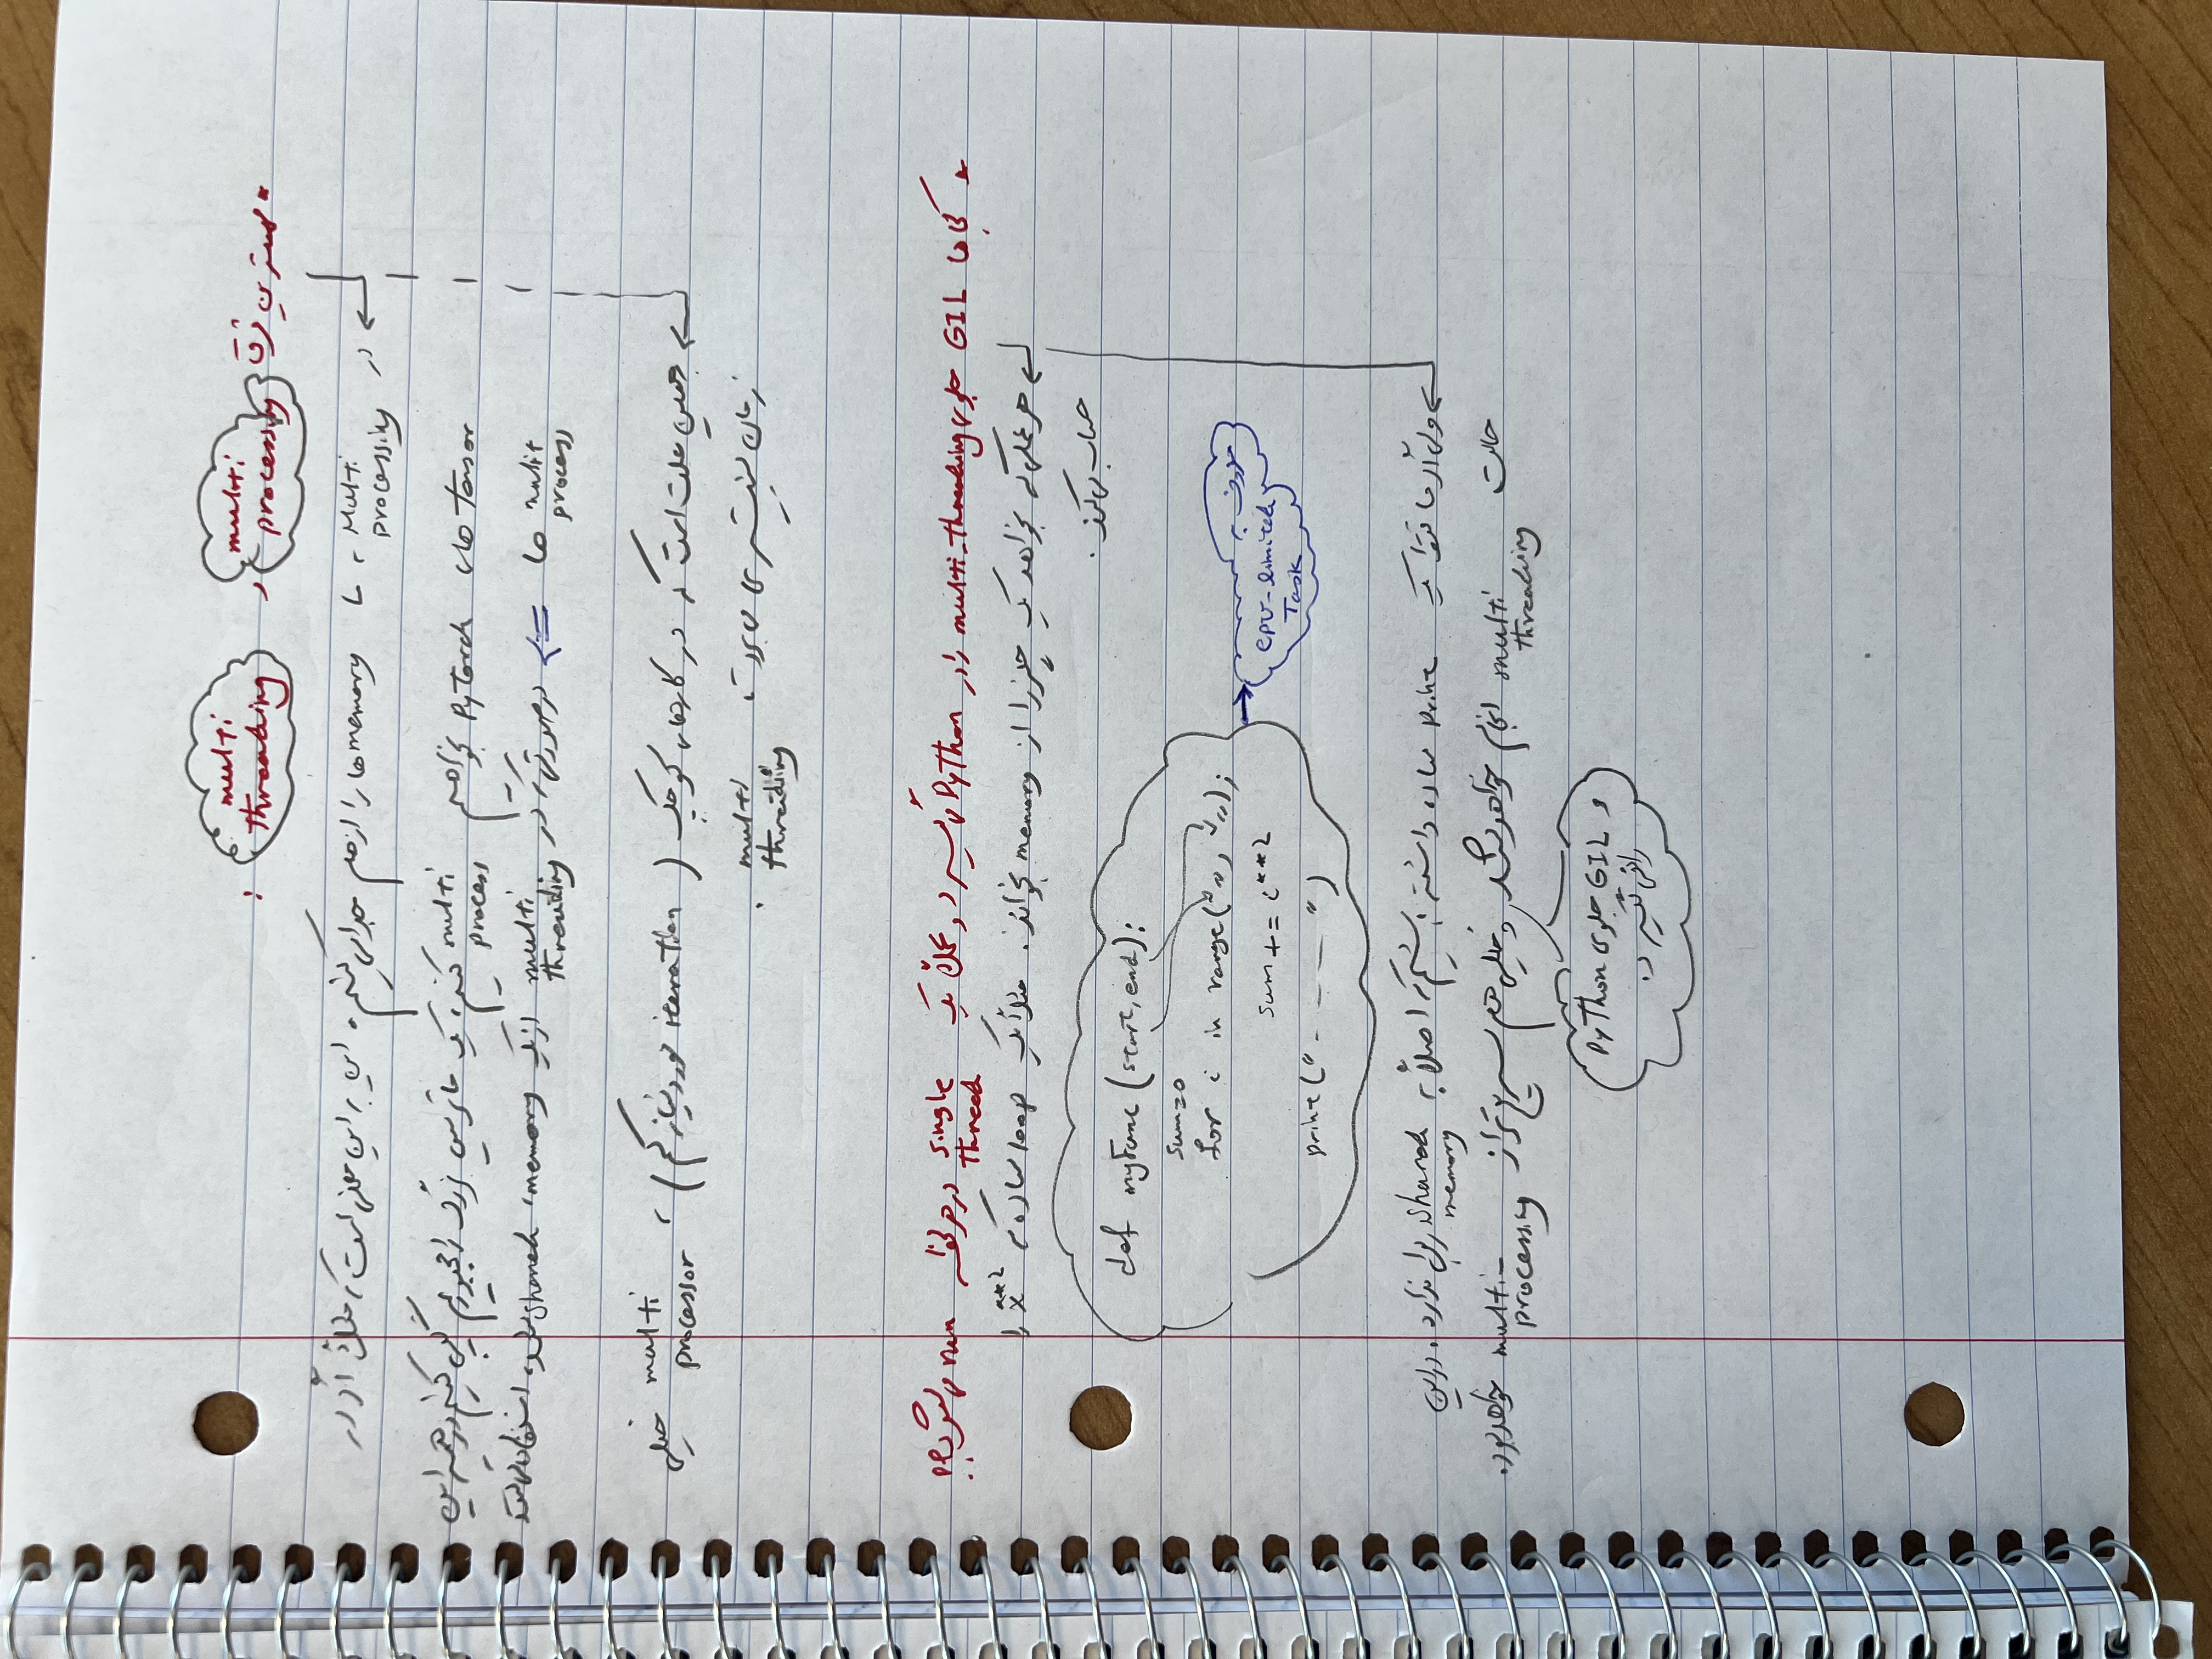 * مهمترین فرق multi processing و multi threading :
در Multi processing ، ما memory ها را از هم جدا می‌کنیم، این به این معنی است که مثلاً اگر در
Tensor های PyTorch بخواهیم multi process کنیم، یک ماتریس بزرگ را مجبوریم کپی کنیم در همه این
multi process ها <= در صورتی که در multi threading از یک memory ، shared استفاده می‌کنند
به همین علت است که در کارهای کوچک ( iteration مورد نیاز کم ) ، multi processor خیلی
زمان بیشتری می برد تا multi threading .
* کجا ها GIL جلوی multi-threading را در Python می‌گیرد و عملاً یک single thread در هر لحظه run می‌شود؟؟
هر عملی که بخواهد یک چیز را از memory بخواند. مثلاً یک loop ساده که x**2 را
حساب می‌کند.
def myFunc (start, end):
sum=0
for i in range(" ", " "):
sum += i**2
print("- — — — ")
معروف به
CPU-limited
Task
ولی اگر ما فقط یک print ساده داشته باشیم که اصلاً به shared memory ربطی ندارد. در این
حالت multi threading انجام خواهد شد و خیلی هم سریع تر از multi-processing خواهد بود.
و GIL جلوی Python
را نمی گیرد.